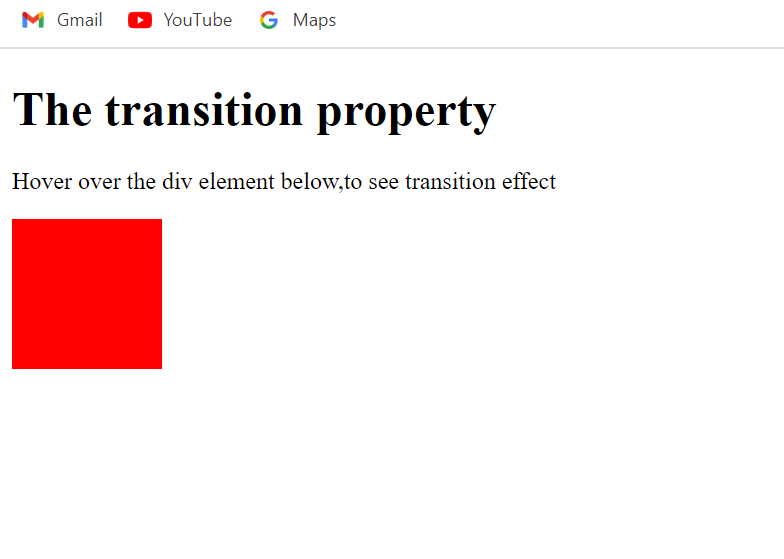 Gmail YouTube Maps
The transition property
Hover over the div element below,to see transition effect